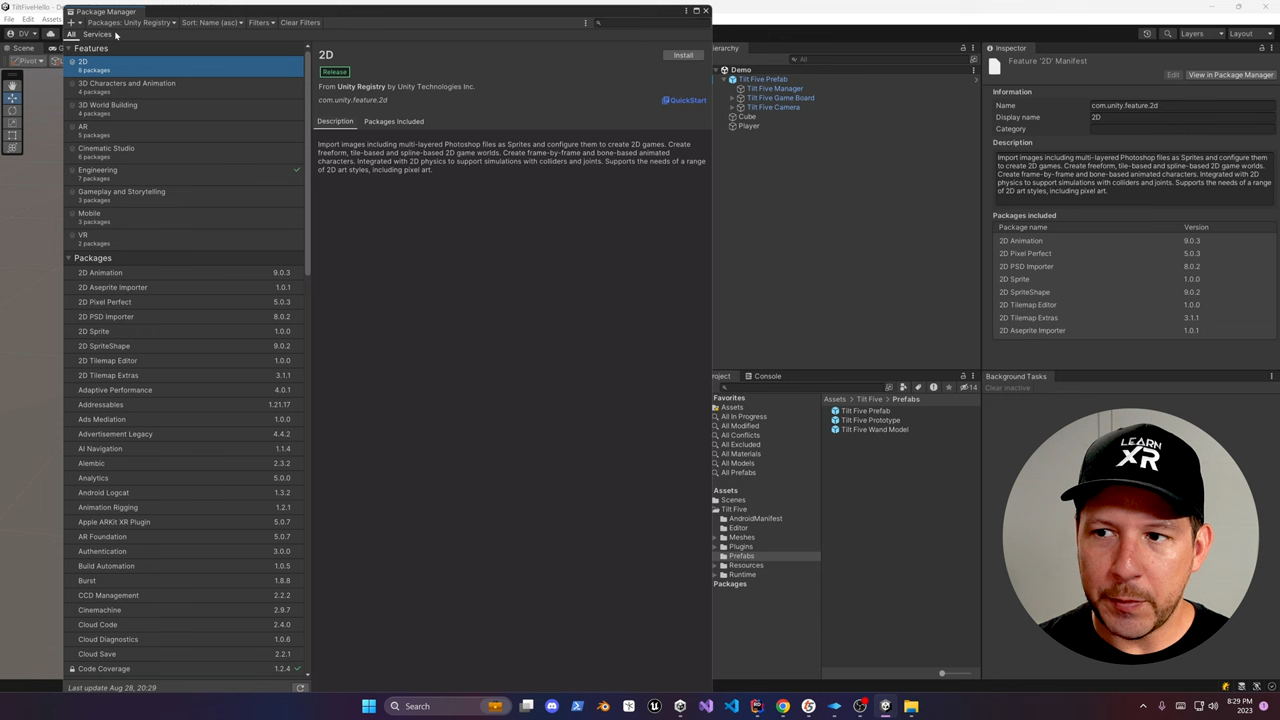 TiltFiveHello
File Edit Assets
DV
Scene
Pivot
Package Manager
Packages: Unity Registry
Sort: Name (asc)
Filters
Clear Filters
All Services
Features
2D
8 packages
3D Characters and Animation
4 packages
3D World Building
4 packages
AR
5 packages
Cinematic Studio
6 packages
Engineering
7 packages
Gameplay and Storytelling
3 packages
Mobile
3 packages
VR
2 packages
Packages
2D Animation 9.0.3
2D Aseprite Importer 1.0.1
2D Pixel Perfect 5.0.3
2D PSD Importer 8.0.2
2D Sprite 1.0.0
2D SpriteShape 9.0.2
2D Tilemap Editor 1.0.0
2D Tilemap Extras 3.1.1
Adaptive Performance 4.0.1
Addressables 1.21.17
Ads Mediation 1.0.0
Advertisement Legacy 4.4.2
AI Navigation 1.1.4
Alembic 2.3.2
Analytics 5.0.0
Android Logcat 1.3.2
Animation Rigging 1.2.1
Apple ARKit XR Plugin 5.0.7
AR Foundation 5.0.7
Authentication 3.0.0
Build Automation 1.0.5
Burst 1.8.8
CCD Management 2.2.2
Cinemachine 2.9.7
Cloud Code 2.4.0
Cloud Diagnostics 1.0.6
Cloud Save 2.2.1
Code Coverage 1.2.4
Last update Aug 28, 20:29
2D
Install
Release
From Unity Registry by Unity Technologies Inc.
com.unity.feature.2d
QuickStart
Description Packages Included
Import images including multi-layered Photoshop files as Sprites and configure them to create 2D games. Create
freeform, tile-based and spline-based 2D game worlds. Create frame-by-frame and bone-based animated
characters. Integrated with 2D physics to support simulations with colliders and joints. Supports the needs of a range
of 2D art styles, including pixel art.
Layers Layout
erarchy
Demo
Tilt Five Prefab
Tilt Five Manager
Tilt Five Game Board
Tilt Five Camera
Cube
Player
Inspector
Feature '2D' Manifest
Edit View in Package Manager
Information
Name com.unity.feature.2d
Display name 2D
Category
Description
Import images including multi-layered Photoshop files as Sprites and configure them
to create 2D games. Create freeform, tile-based and spline-based 2D game worlds.
Create frame-by-frame and bone-based animated characters. Integrated with 2D
physics to support simulations with colliders and joints. Supports the needs of a
range of 2D art styles, including pixel art.
Packages included
Package name Version
2D Animation 9.0.3
2D Pixel Perfect 5.0.3
2D PSD Importer 8.0.2
2D Sprite 1.0.0
2D SpriteShape 9.0.2
2D Tilemap Editor 1.0.0
2D Tilemap Extras 3.1.1
2D Aseprite Importer 1.0.1
roject Console
14
Favorites
Assets
All In Progress
All Modified
All Conflicts
All Excluded
All Materials
All Models
All Prefabs
Assets
Scenes
Tilt Five
AndroidManifest
Editor
Meshes
Plugins
Prefabs
Resources
Runtime
Packages
Assets > Tilt Five > Prefabs
Tilt Five Prefab
Tilt Five Prototype
Tilt Five Wand Model
Background Tasks
Clear inactive
LEARN
XR
Search
8:29 PM
2023